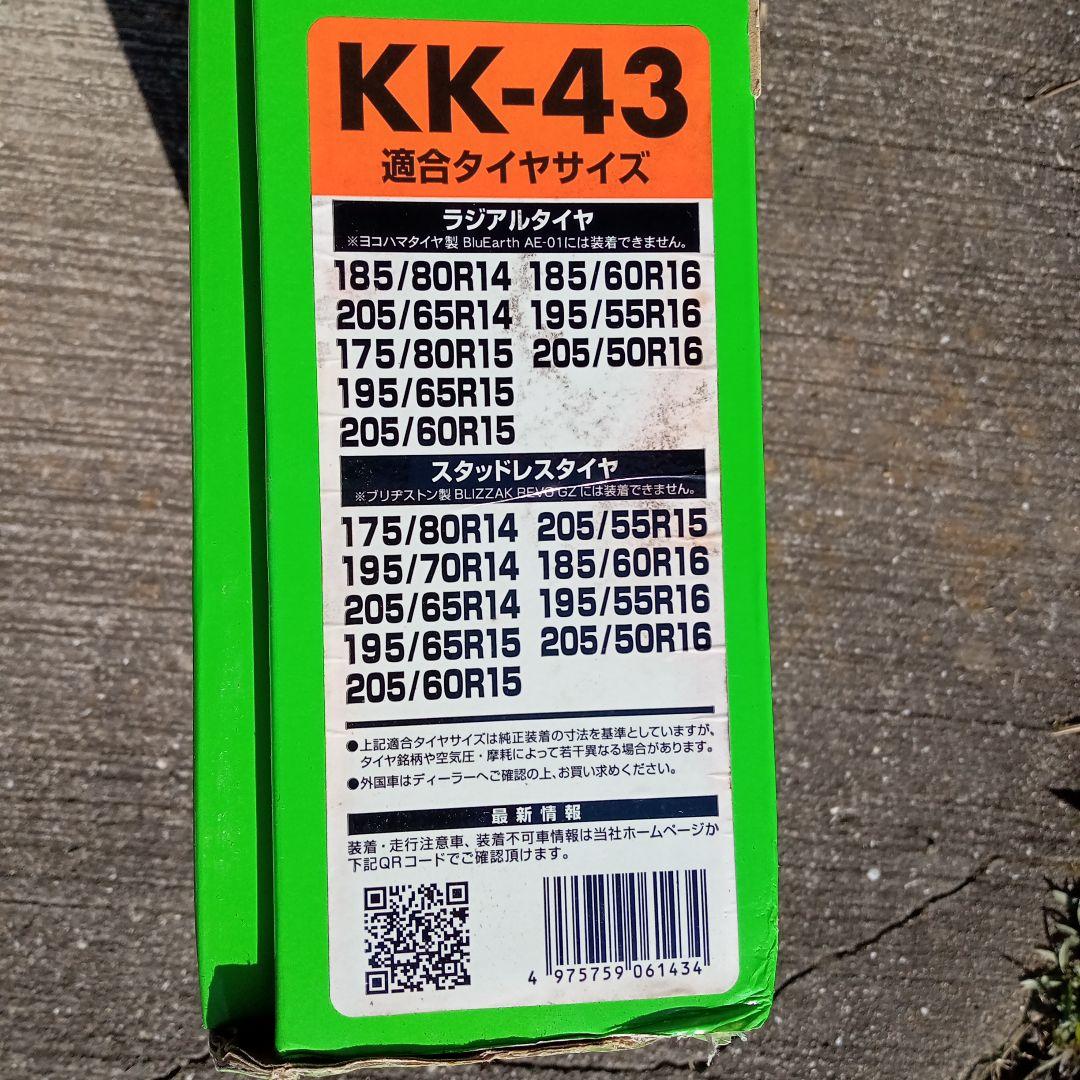 KK-43
適合タイヤサイズ
ラジアルタイヤ
※ヨコハマタイヤ製 BluEarth AE-01には装着できません。
185/80R14 185/60R16
205/65R14 195/55R16
175/80R15 205/50R16
195/65R15
205/60R15
スタッドレスタイヤ
※ブリヂストン製 BLIZZAK REVO GZ には装着できません。
175/80R14 205/55R15
195/70R14 185/60R16
205/65R14 195/55R16
195/65R15 205/50R16
205/60R15
●上記適合タイヤサイズは純正装着の寸法を基準としていますが、
タイヤ銘柄や空気圧・摩耗によって若干異なる場合があります。
●外国車はディーラーへご確認の上、お買い求めください。
最新情報
装着・走行注意車、装着不可車情報は当社ホームページか
下記QRコードでご確認頂けます。
4 975759 061434